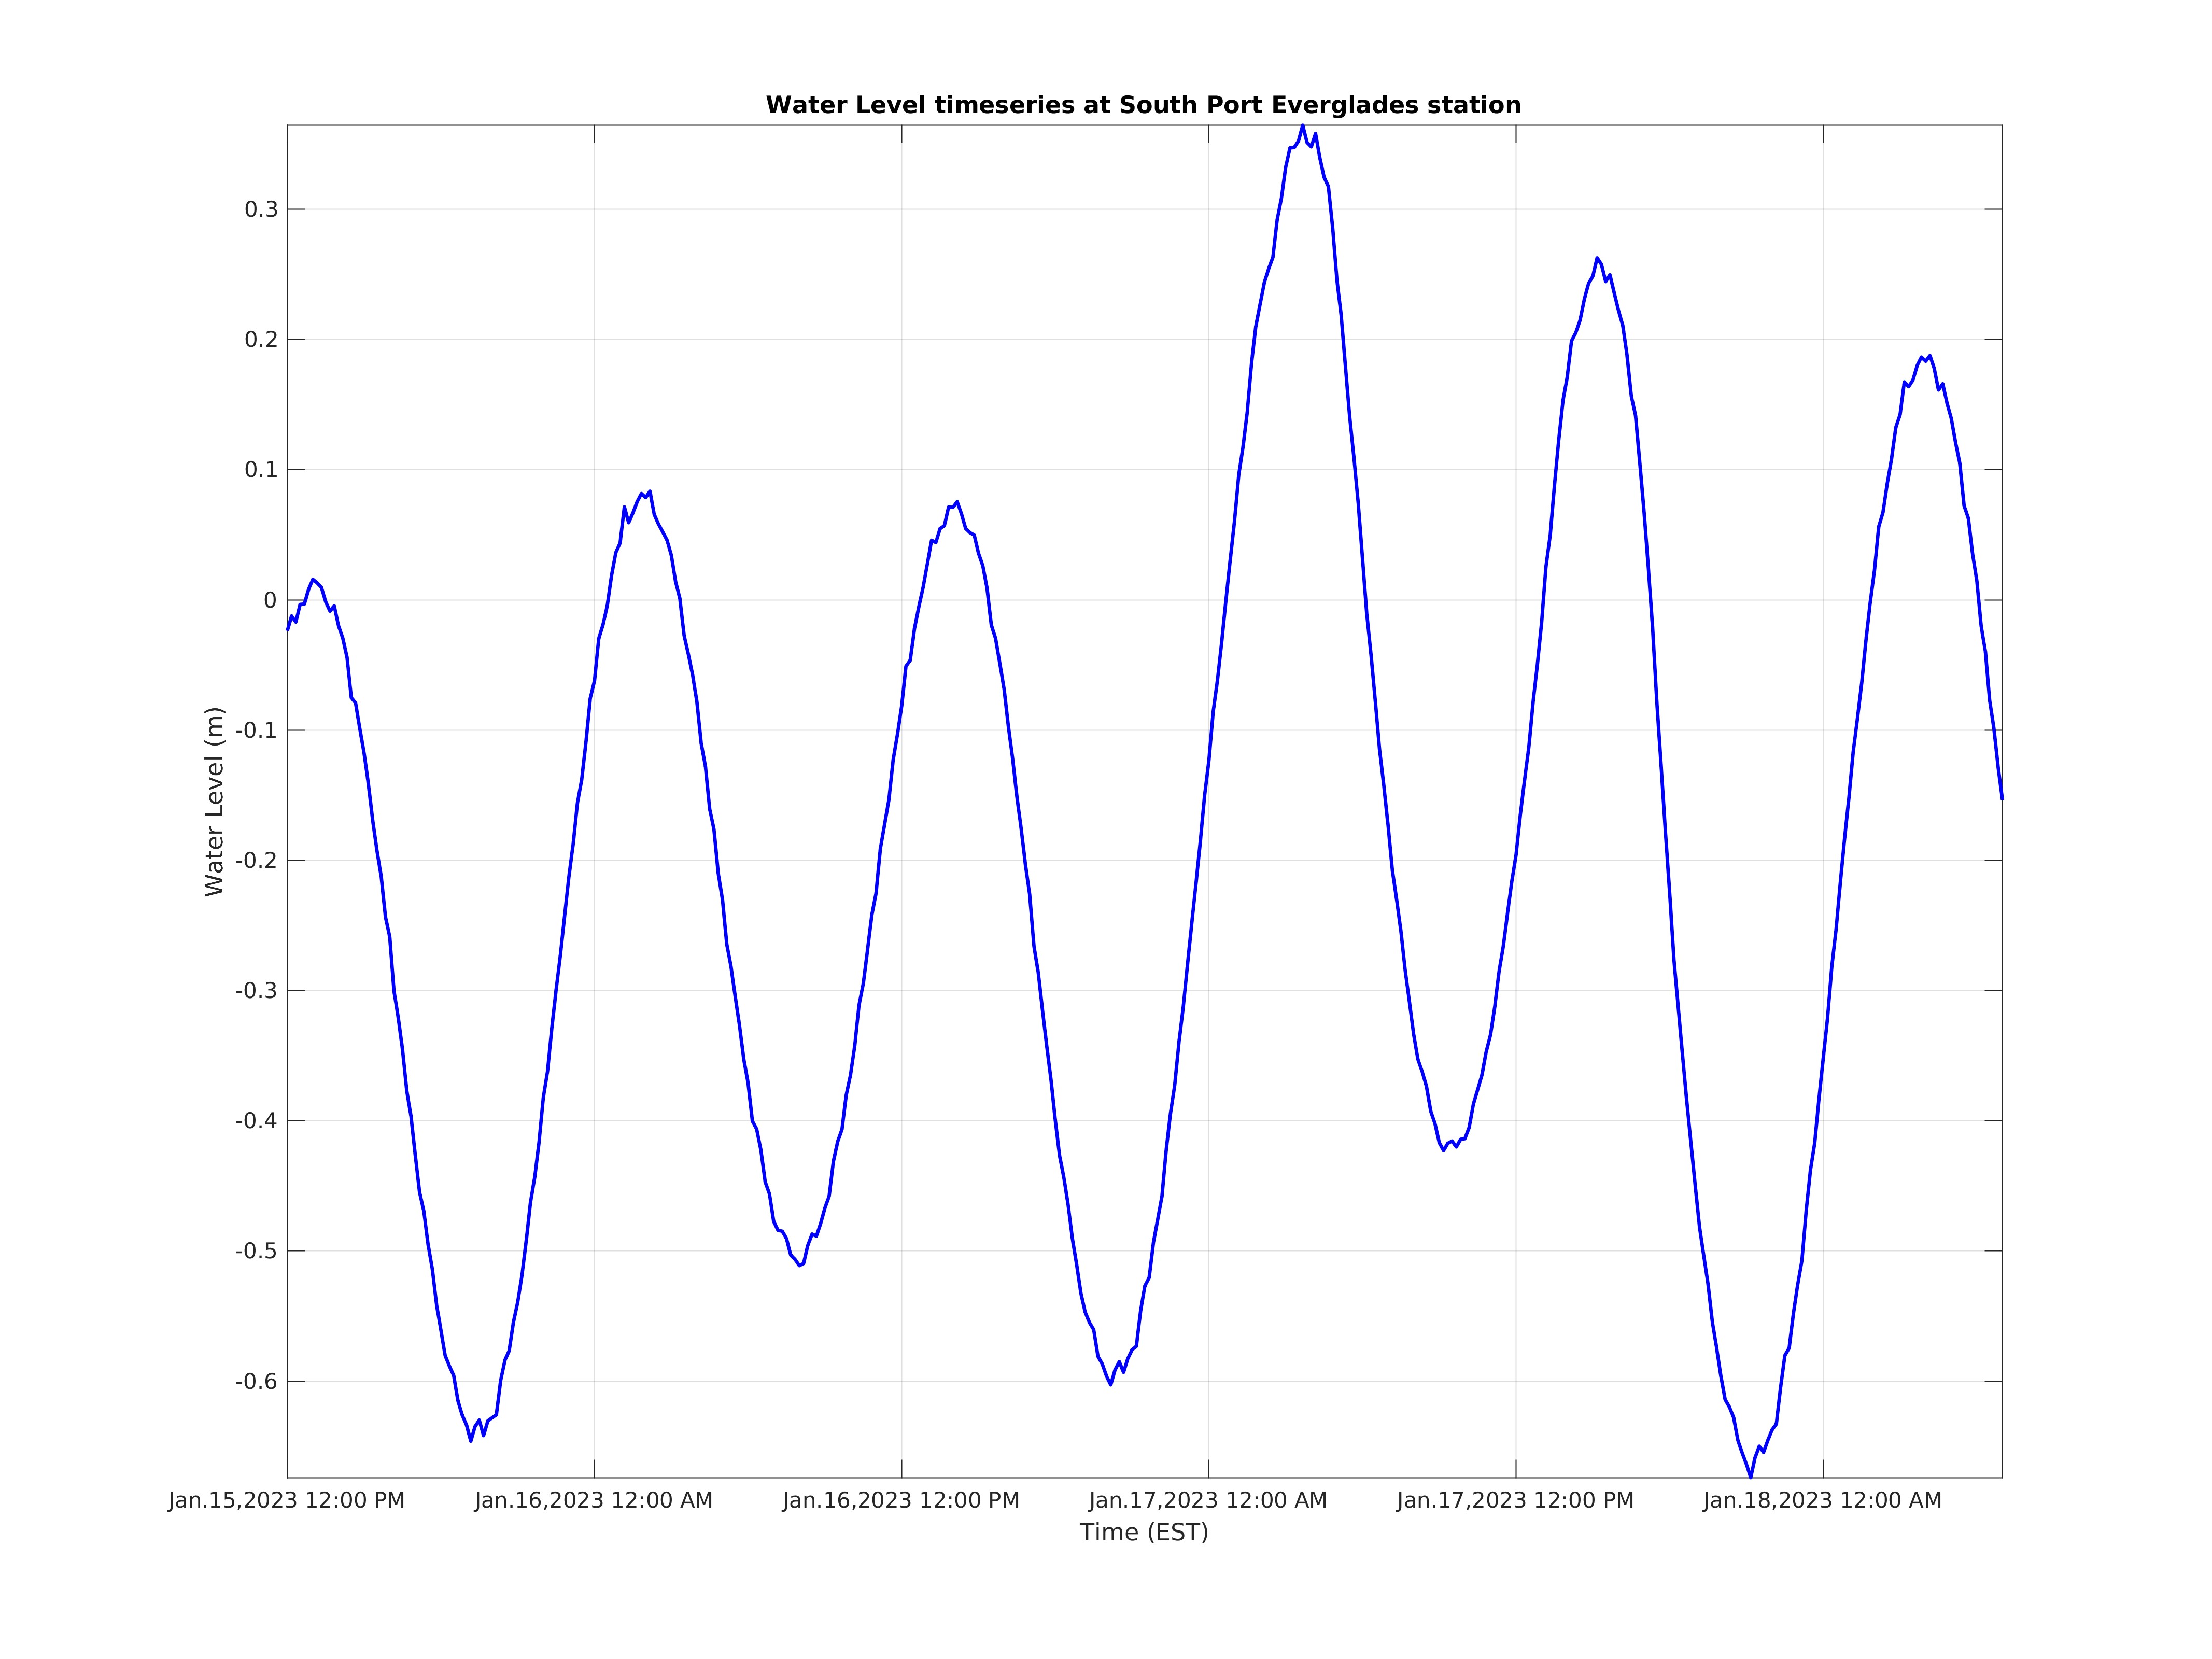 Water Level timeseries at South Port Everglades station
0.3
0.2
0.1
0
-0.1
-0.2
-0.3
-0.4
-0.5
-0.6
Water Level (m)
Jan.15,2023 12:00 PM
Jan.16,2023 12:00 AM
Jan.16,2023 12:00 PM
Jan.17,2023 12:00 AM
Jan.17,2023 12:00 PM
Jan.18,2023 12:00 AM
Time (EST)